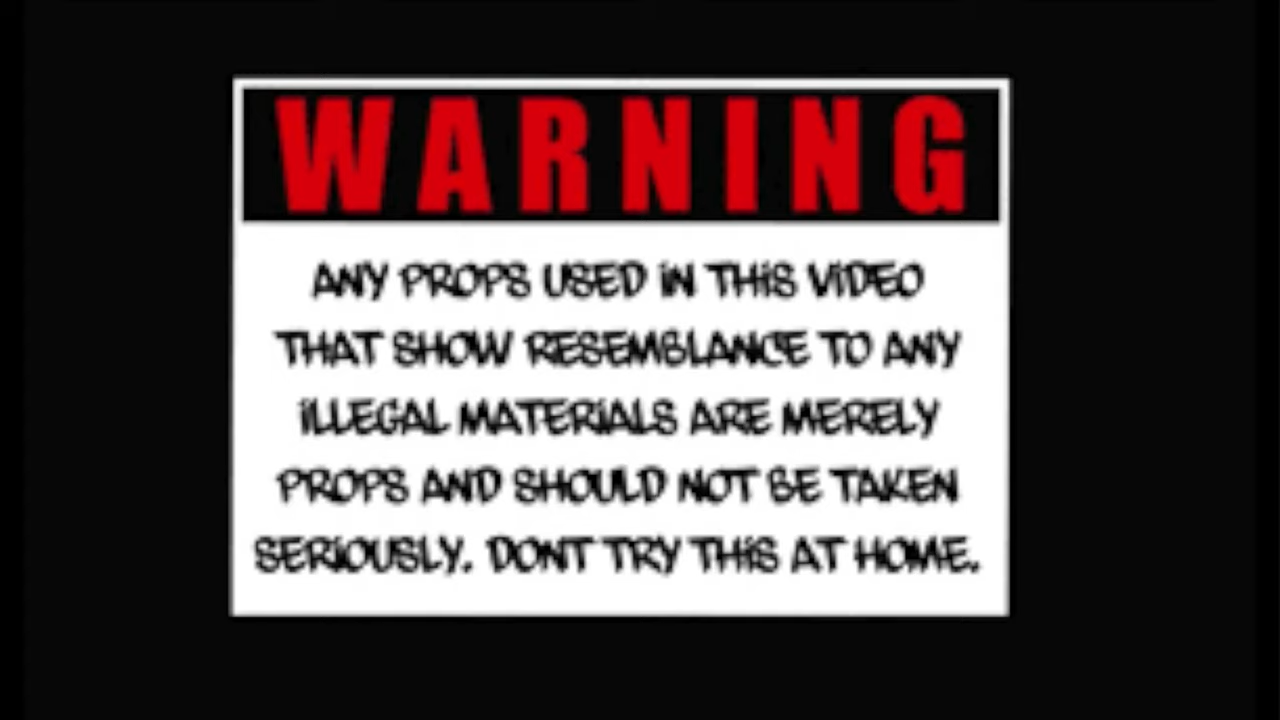 WARNING
ANY PROPS USED iN THiS ViDEO
THAT SHOW RESEMBLANCE TO ANY
iLLEGAL MATERiALS ARE MERELY
PROPS AND SHOULD NOT BE TAKEN
SERiOUSLY. DONT TRY THiS AT HOME.